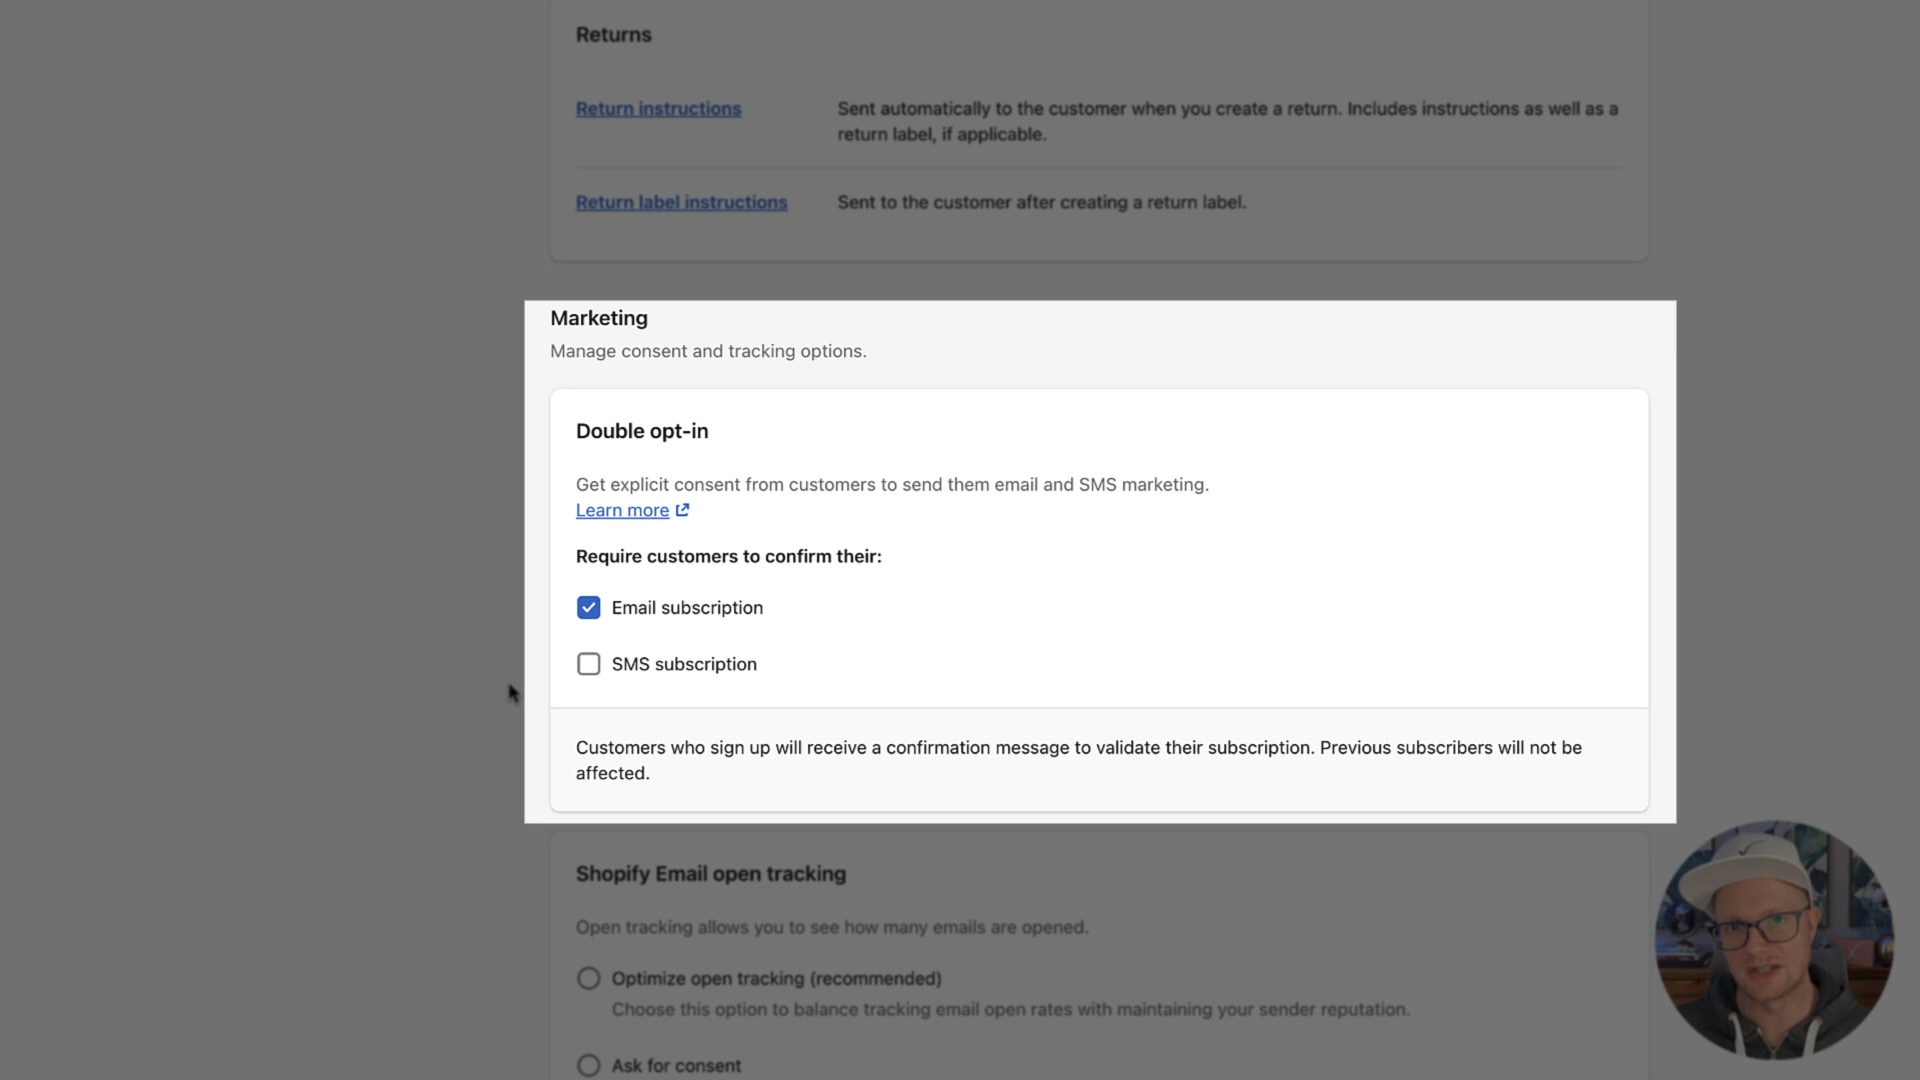 Returns
Return instructions
Sent automatically to the customer when you create a return. Includes instructions as well as a
return label, if applicable.
Return label instructions
Sent to the customer after creating a return label.
Marketing
Manage consent and tracking options.
Double opt-in
Get explicit consent from customers to send them email and SMS marketing.
Learn more
Require customers to confirm their:
Email subscription
SMS subscription
Customers who sign up will receive a confirmation message to validate their subscription. Previous subscribers will not be
affected.
Shopify Email open tracking
Open tracking allows you to see how many emails are opened.
Optimize open tracking (recommended)
Choose this option to balance tracking email open rates with maintaining your sender reputation.
Ask for consent